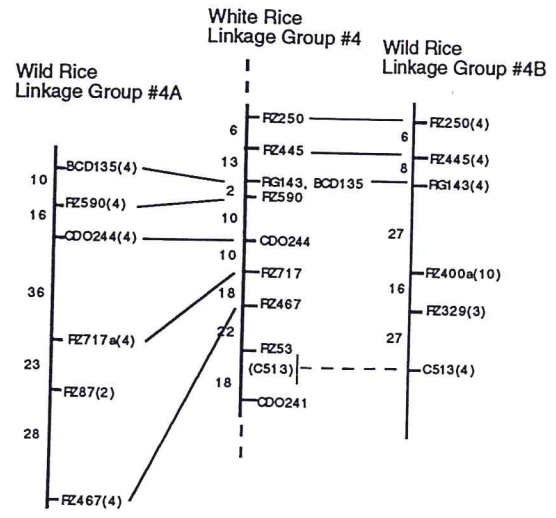 White Rice
Linkage Group #4
Wild Rice
Linkage Group #4B
Wild Rice
Linkage Group #4A
BCD135(4)
10
RZ590(4)
16
CDO244(4)
36
RZ717a(4)
23
RZ87(2)
28
RZ467(4)
RZ250
6
RZ445
13
RG143, BCD135
2
RZ590
10
CDO244
10
RZ717
18
RZ467
22
RZ53
(C513)
18
CDO241
RZ250(4)
6
RZ445(4)
8
RG143(4)
27
RZ400a(10)
16
RZ329(3)
27
C513(4)